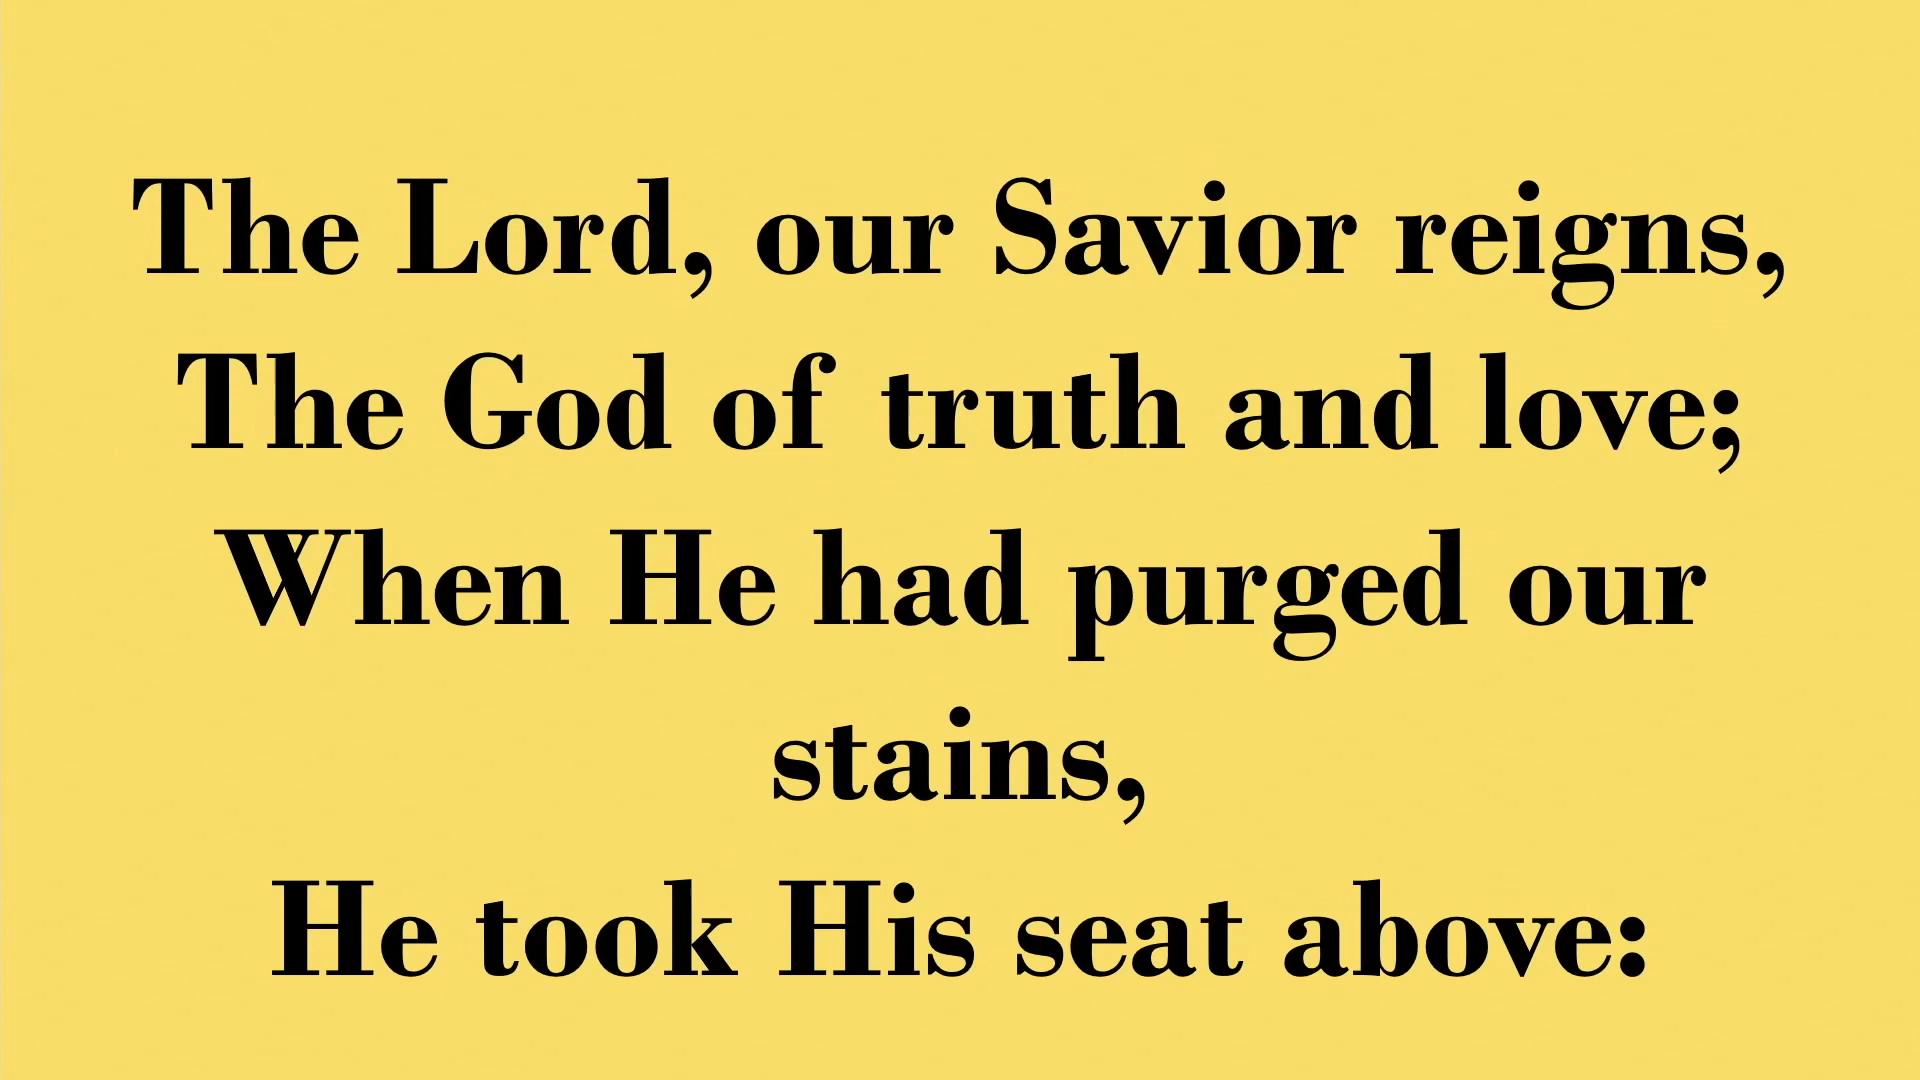 The Lord, our Savior reigns,
The God of truth and love;
When He had purged our
stains,
He took His seat above: